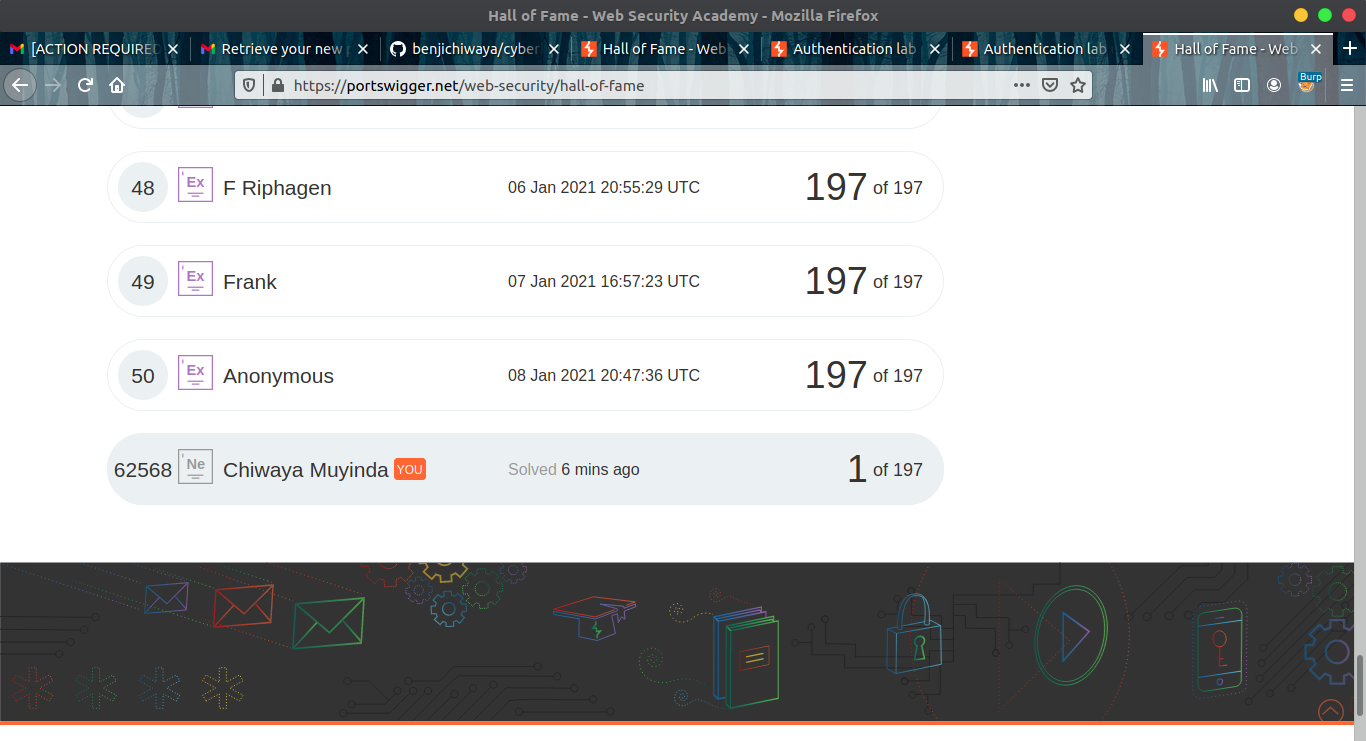 Hall of Fame - Web Security Academy - Mozilla Firefox
[ACTION REQUIRED
Retrieve your new
benjichiwaya/cyber
Hall of Fame - Web
Authentication lab
Authentication lab
Hall of Fame - Web
https://portswigger.net/web-security/hall-of-fame
Burp
48 'Ex F Riphagen 06 Jan 2021 20:55:29 UTC 197 of 197
49 'Ex Frank 07 Jan 2021 16:57:23 UTC 197 of 197
50 'Ex Anonymous 08 Jan 2021 20:47:36 UTC 197 of 197
62568 'Ne Chiwaya Muyinda YOU Solved 6 mins ago 1 of 197